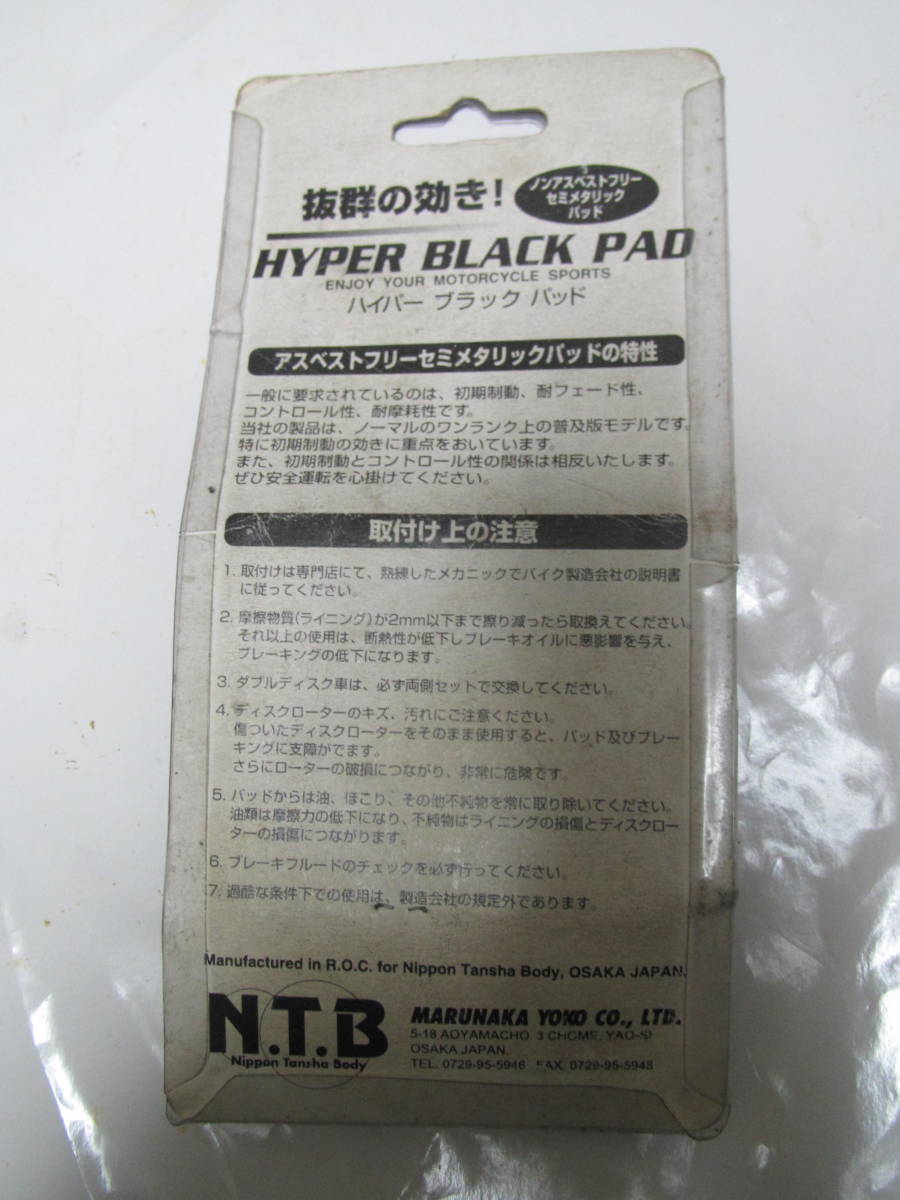 抜群の効き!
ノンアスベストフリー
セミメタリック
パッド
HYPER BLACK PAD
ENJOY YOUR MOTORCYCLE SPORTS
ハイパー ブラック パッド
アスベストフリーセミメタリックパッドの特性
一般に要求されているのは、初期制動、耐フェード性、
コントロール性、耐摩耗性です。
当社の製品は、ノーマルのワンランク上の普及版モデルです。
特に初期制動の効きに重点をおいています。
また、初期制動とコントロール性の関係は相反いたします。
ぜひ安全運転を心掛けてください。
取付け上の注意
1. 取付けは専門店にて、熟練したメカニックでバイク製造会社の説明書
に従ってください。
2. 摩擦物質(ライニング)が2mm以下まで擦り減ったら取換えてください。
それ以上の使用は、断熱性が低下しブレーキオイルに悪影響を与え、
ブレーキングの低下になります。
3. ダブルディスク車は、必ず両側セットで交換してください。
4. ディスクローターのキズ、汚れにご注意ください。
傷ついたディスクローターをそのまま使用すると、パッド及びブレー
キングに支障がでます。
さらにローターの破損につながり、非常に危険です。
5. パッドからは油、ほこり、その他不純物を常に取り除いてください。
油類は摩擦力の低下になり、不純物はライニングの損傷とディスクロー
ターの損傷につながります。
6. ブレーキフルードのチェックを必ず行ってください。
7. 過酷な条件下での使用は、製造会社の規定外であります。
Manufactured in R.O.C. for Nippon Tansha Body, OSAKA JAPAN.
N.T.B
Nippon Tansha Body
MARUNAKA YOKO CO., LTD.
5-18 AOYAMACHO 3 CHOME, YAO-SI
OSAKA JAPAN.
TEL. 0729-95-5946 FAX. 0729-95-5948